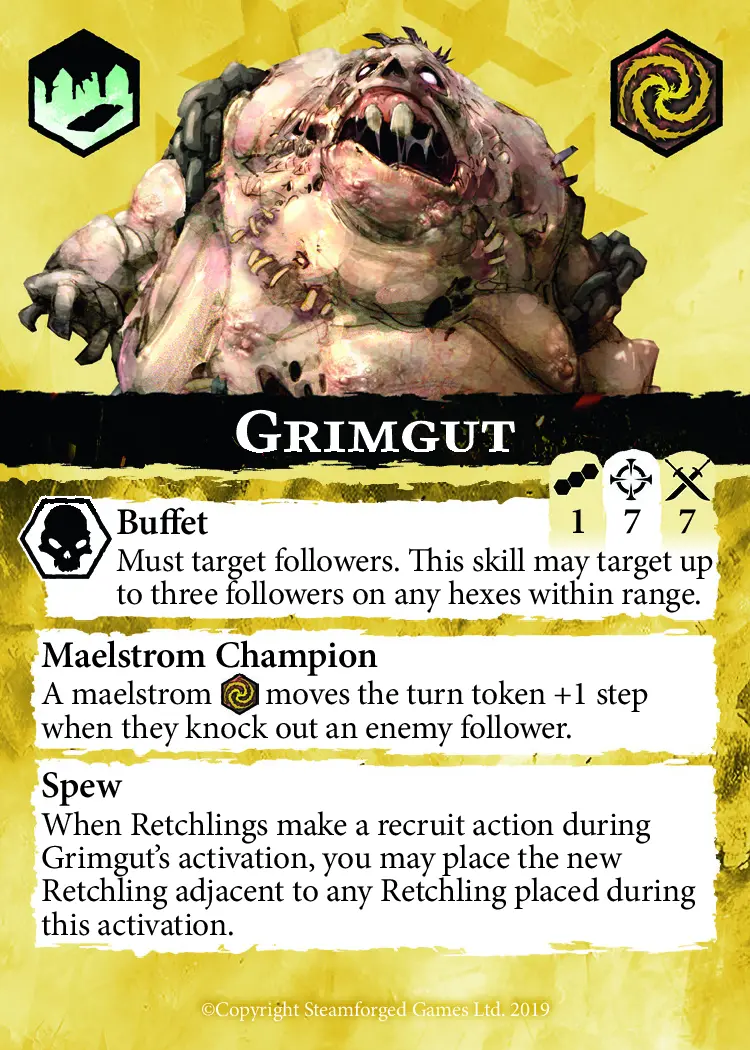 GRIMGUT
Buffet
1 7 7
Must target followers. This skill may target up
to three followers on any hexes within range.
Maelstrom Champion
A maelstrom moves the turn token +1 step
when they knock out an enemy follower.
Spew
When Retchlings make a recruit action during
Grimgut's activation, you may place the new
Retchling adjacent to any Retchling placed during
this activation.
©Copyright Steamforged Games Ltd. 2019